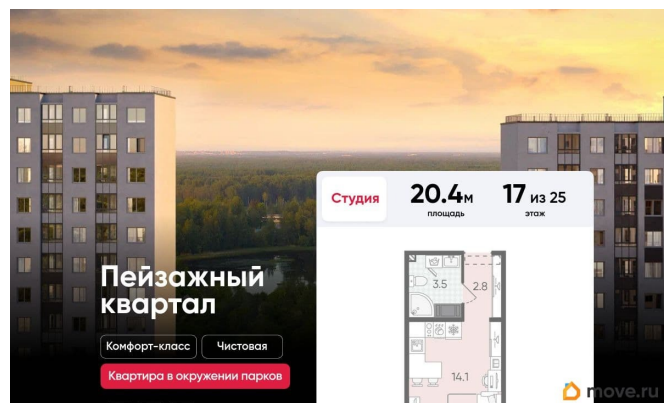 Студия
20.4м
площадь
17 из 25
этаж
3.5
2.8
14.1
Пейзажный
квартал
Комфорт-класс
Чистовая
Квартира в окружении парков
move.ru